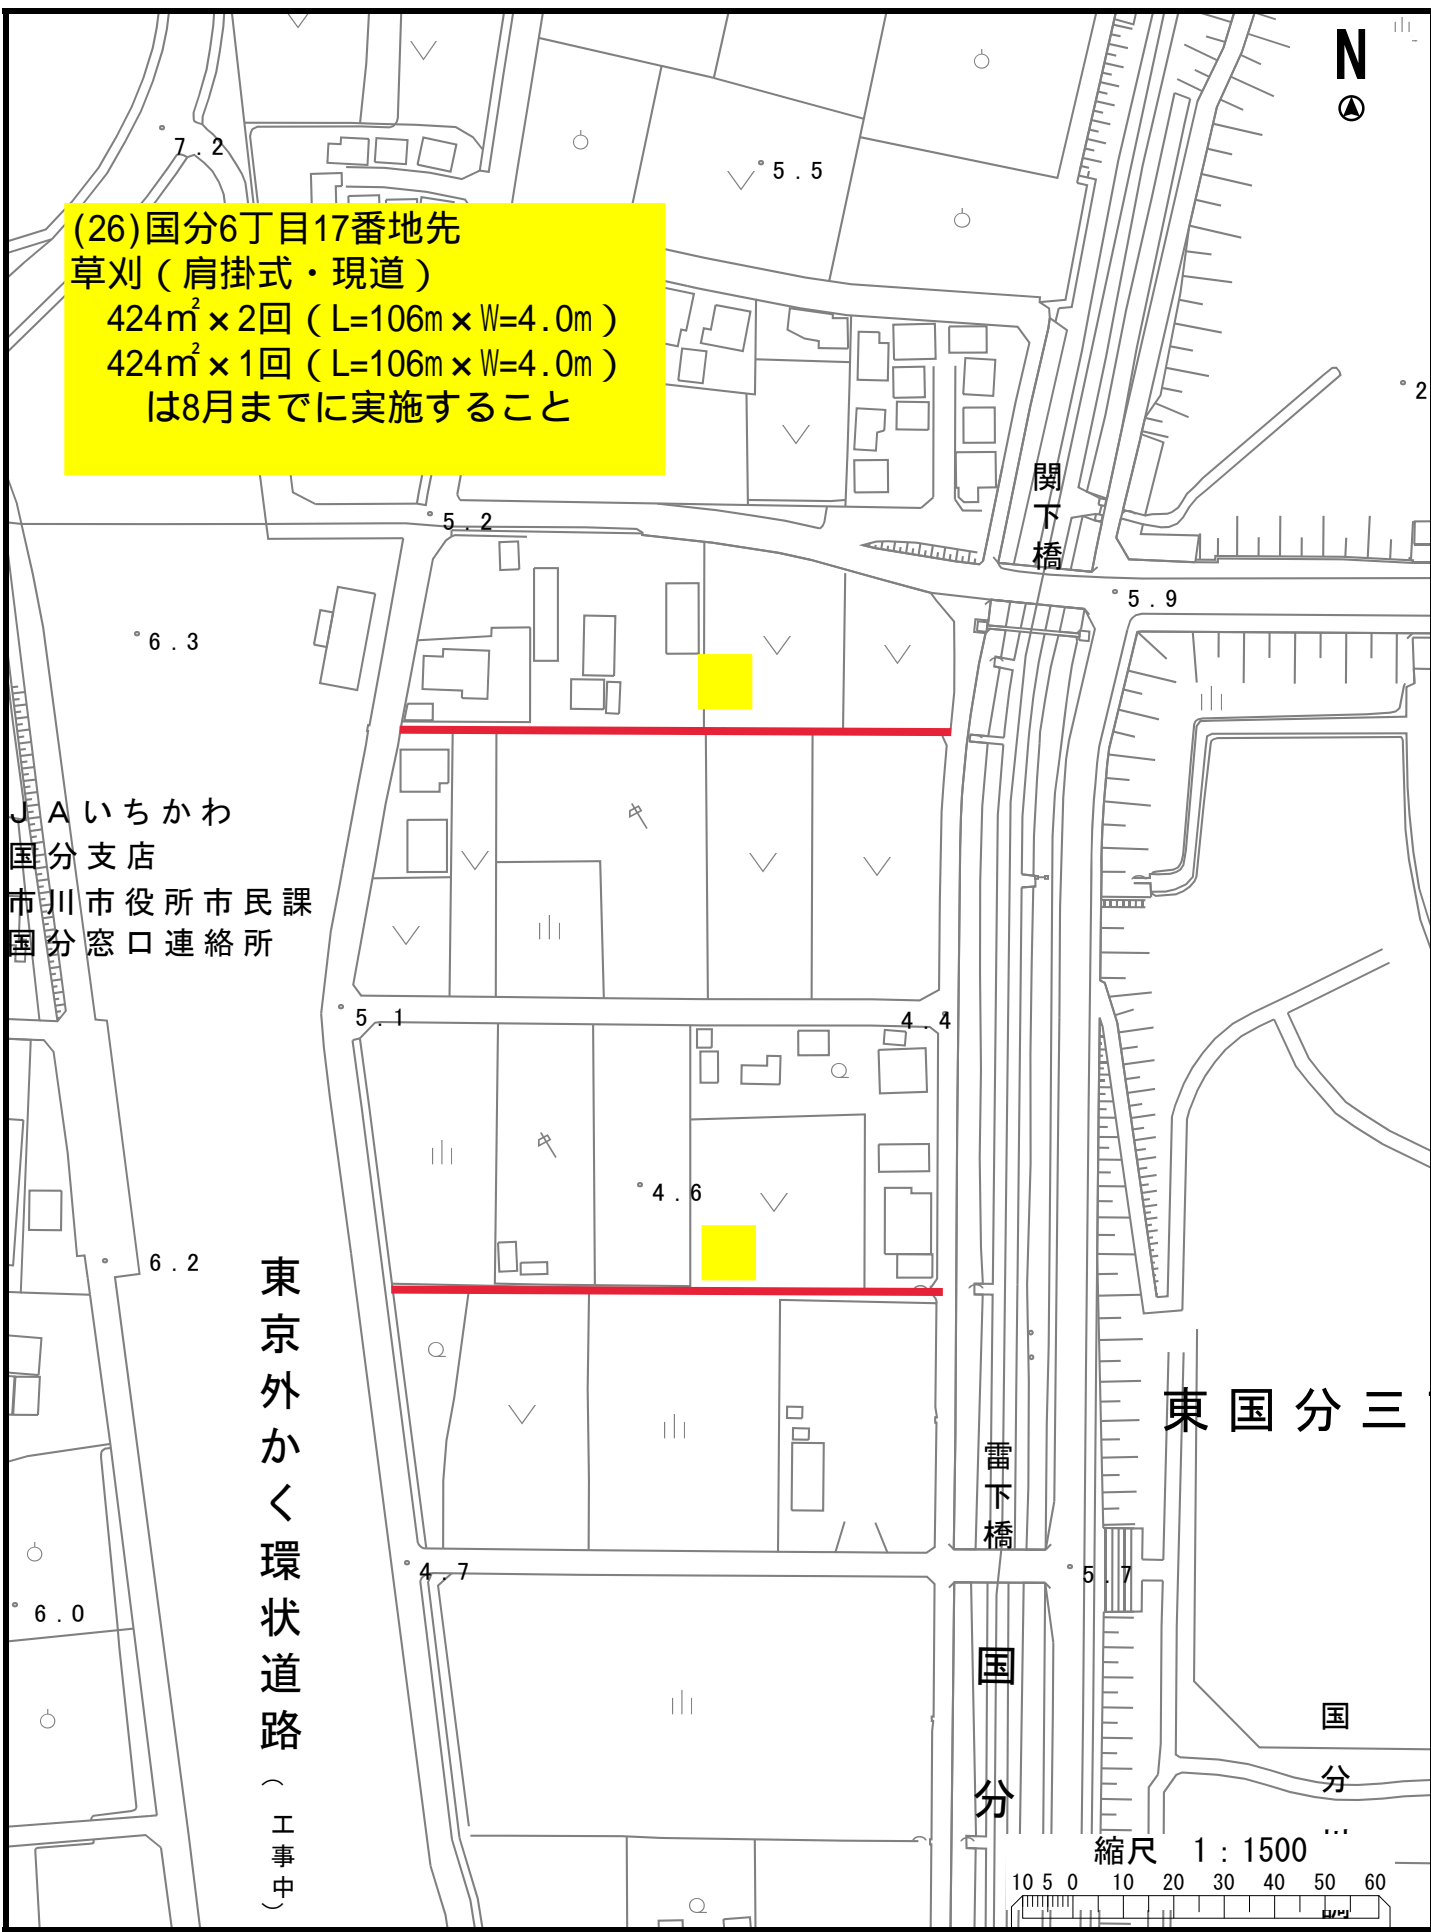 N
7.2
5.5
(26)国分6丁目17番地先
草刈（肩掛式・現道）
424㎡×2回（L=106m×W=4.0m）
424㎡×1回（L=106m×W=4.0m）
は8月までに実施すること
2
関下橋
5.2
5.9
6.3
JAいちかわ
国分支店
市川市役所市民課
国分窓口連絡所
5.1
4.4
4.6
6.2
東京外かく環状道路（工事中）
東国分三
雷下橋
4.7
5.7
6.0
国分
国分
縮尺 1:1500
10 5 0 10 20 30 40 50 60